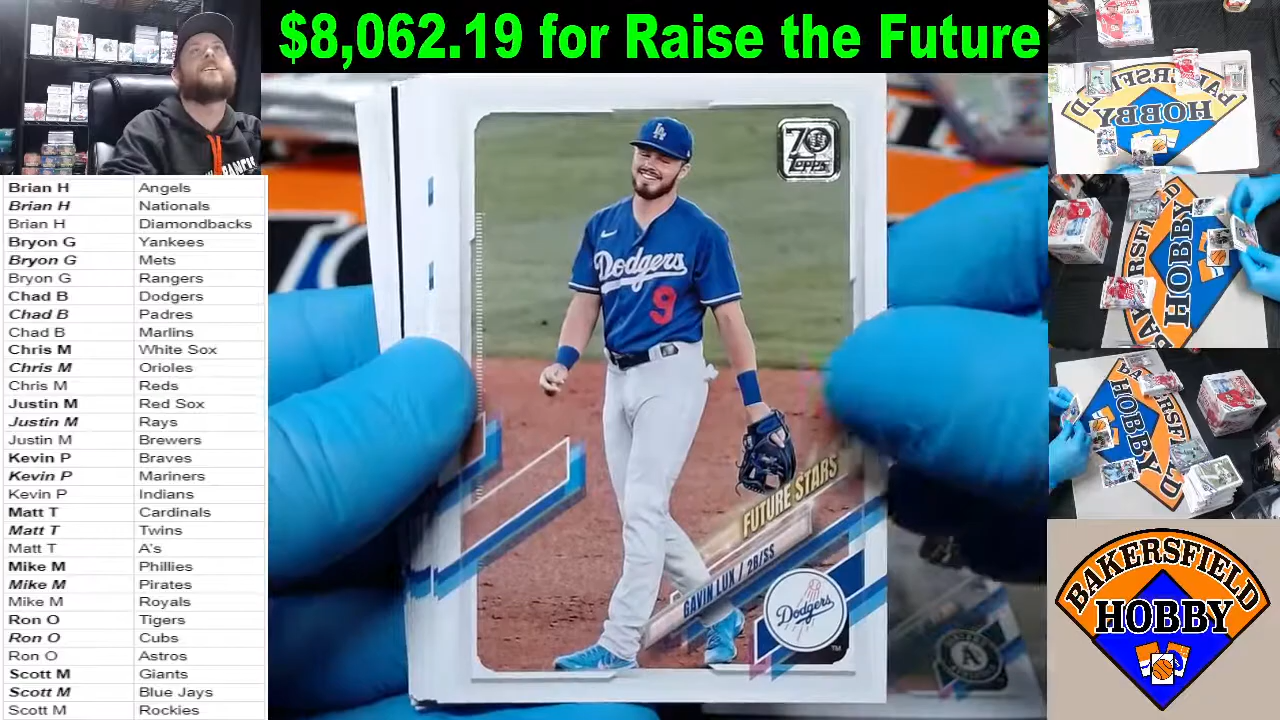 $8,062.19 for Raise the Future
Brian H Angels
Brian H Nationals
Brian H Diamondbacks
Bryon G Yankees
Bryon G Mets
Bryon G Rangers
Chad B Dodgers
Chad B Padres
Chad B Marlins
Chris M White Sox
Chris M Orioles
Chris M Reds
Justin M Red Sox
Justin M Rays
Justin M Brewers
Kevin P Braves
Kevin P Mariners
Kevin P Indians
Matt T Cardinals
Matt T Twins
Matt T A's
Mike M Phillies
Mike M Pirates
Mike M Royals
Ron O Tigers
Ron O Cubs
Ron O Astros
Scott M Giants
Scott M Blue Jays
Scott M Rockies
LA
70
Topps
Dodgers
9
FUTURE STARS
GAVIN LUX / 2B/SS
Dodgers
TM
A's
HOBBY
HOBBY
HOBBY
BAKERSFIELD
HOBBY